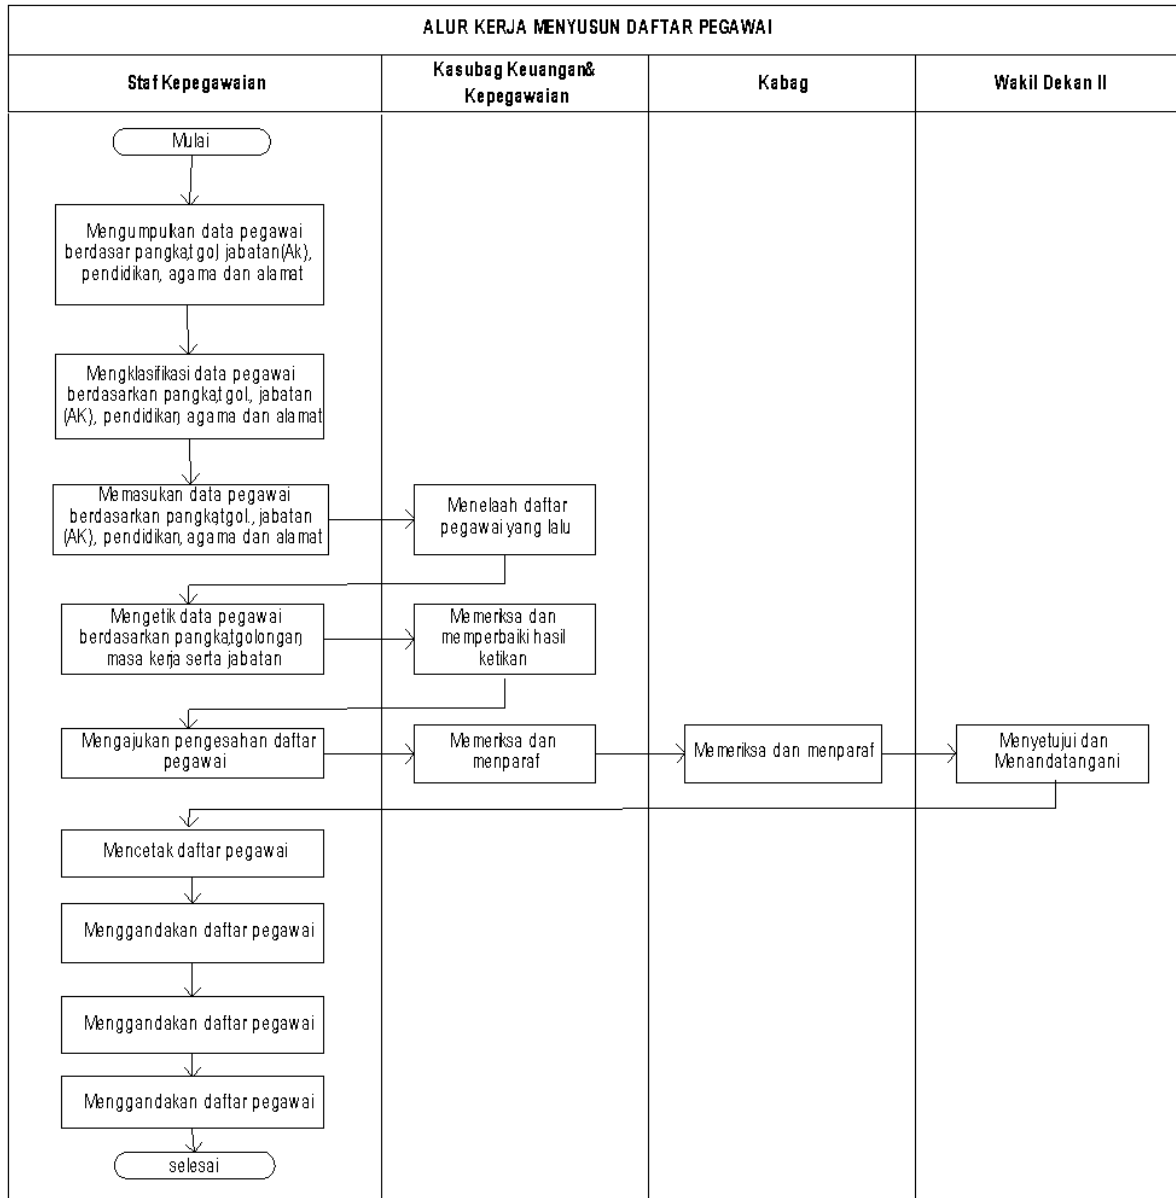 ALUR KERJA MENYUSUN DAFTAR PEGAWAI
Staf Kepegawaian
Kasubag Keuangan&
Kepegawaian
Kabag
Wakil Dekan II
Mulai
Mengumpulkan data pegawai
berdasar pangkat, gol, jabatan(Ak),
pendidikan, agama dan alamat
Mengklasifikasi data pegawai
berdasarkan pangkat, gol., jabatan
(AK), pendidikan, agama dan alamat
Memasukan data pegawai
berdasarkan pangkat, gol., jabatan
(AK), pendidikan, agama dan alamat
Menelaah daftar
pegawai yang lalu
Mengetik data pegawai
berdasarkan pangkat, golongan,
masa kerja serta jabatan
Memeriksa dan
memperbaiki hasil
ketikan
Mengajukan pengesahan daftar
pegawai
Memeriksa dan
menparaf
Memeriksa dan menparaf
Menyetujui dan
Menandatangani
Mencetak daftar pegawai
Menggandakan daftar pegawai
Menggandakan daftar pegawai
Menggandakan daftar pegawai
selesai